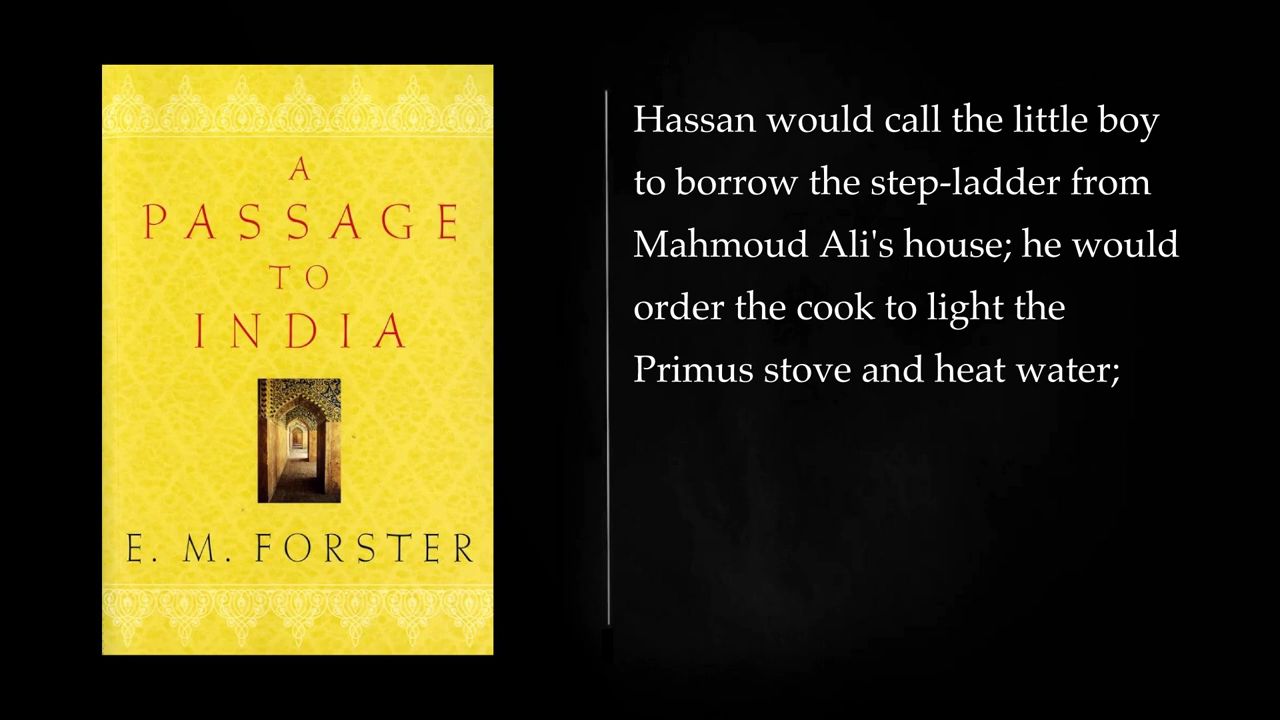 A
PASSAGE
TO
INDIA
E. M. FORSTER
Hassan would call the little boy
to borrow the step-ladder from
Mahmoud Ali's house; he would
order the cook to light the
Primus stove and heat water;